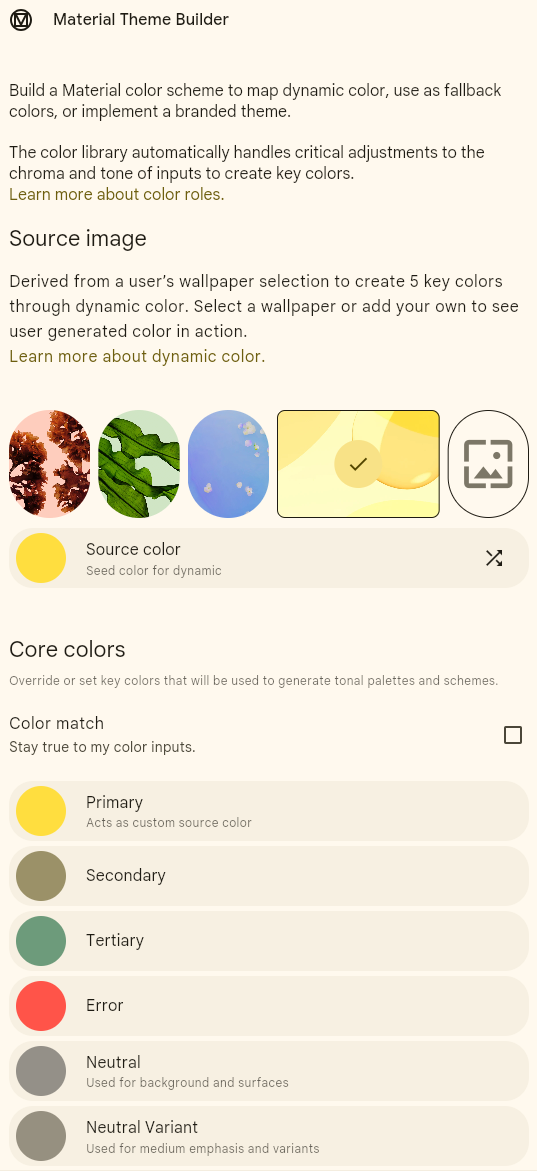 Material Theme Builder
Build a Material color scheme to map dynamic color, use as fallback
colors, or implement a branded theme.
The color library automatically handles critical adjustments to the
chroma and tone of inputs to create key colors.
Learn more about color roles.
Source image
Derived from a user’s wallpaper selection to create 5 key colors
through dynamic color. Select a wallpaper or add your own to see
user generated color in action.
Learn more about dynamic color.
Source color
Seed color for dynamic
Core colors
Override or set key colors that will be used to generate tonal palettes and schemes.
Color match
Stay true to my color inputs.
Primary
Acts as custom source color
Secondary
Tertiary
Error
Neutral
Used for background and surfaces
Neutral Variant
Used for medium emphasis and variants